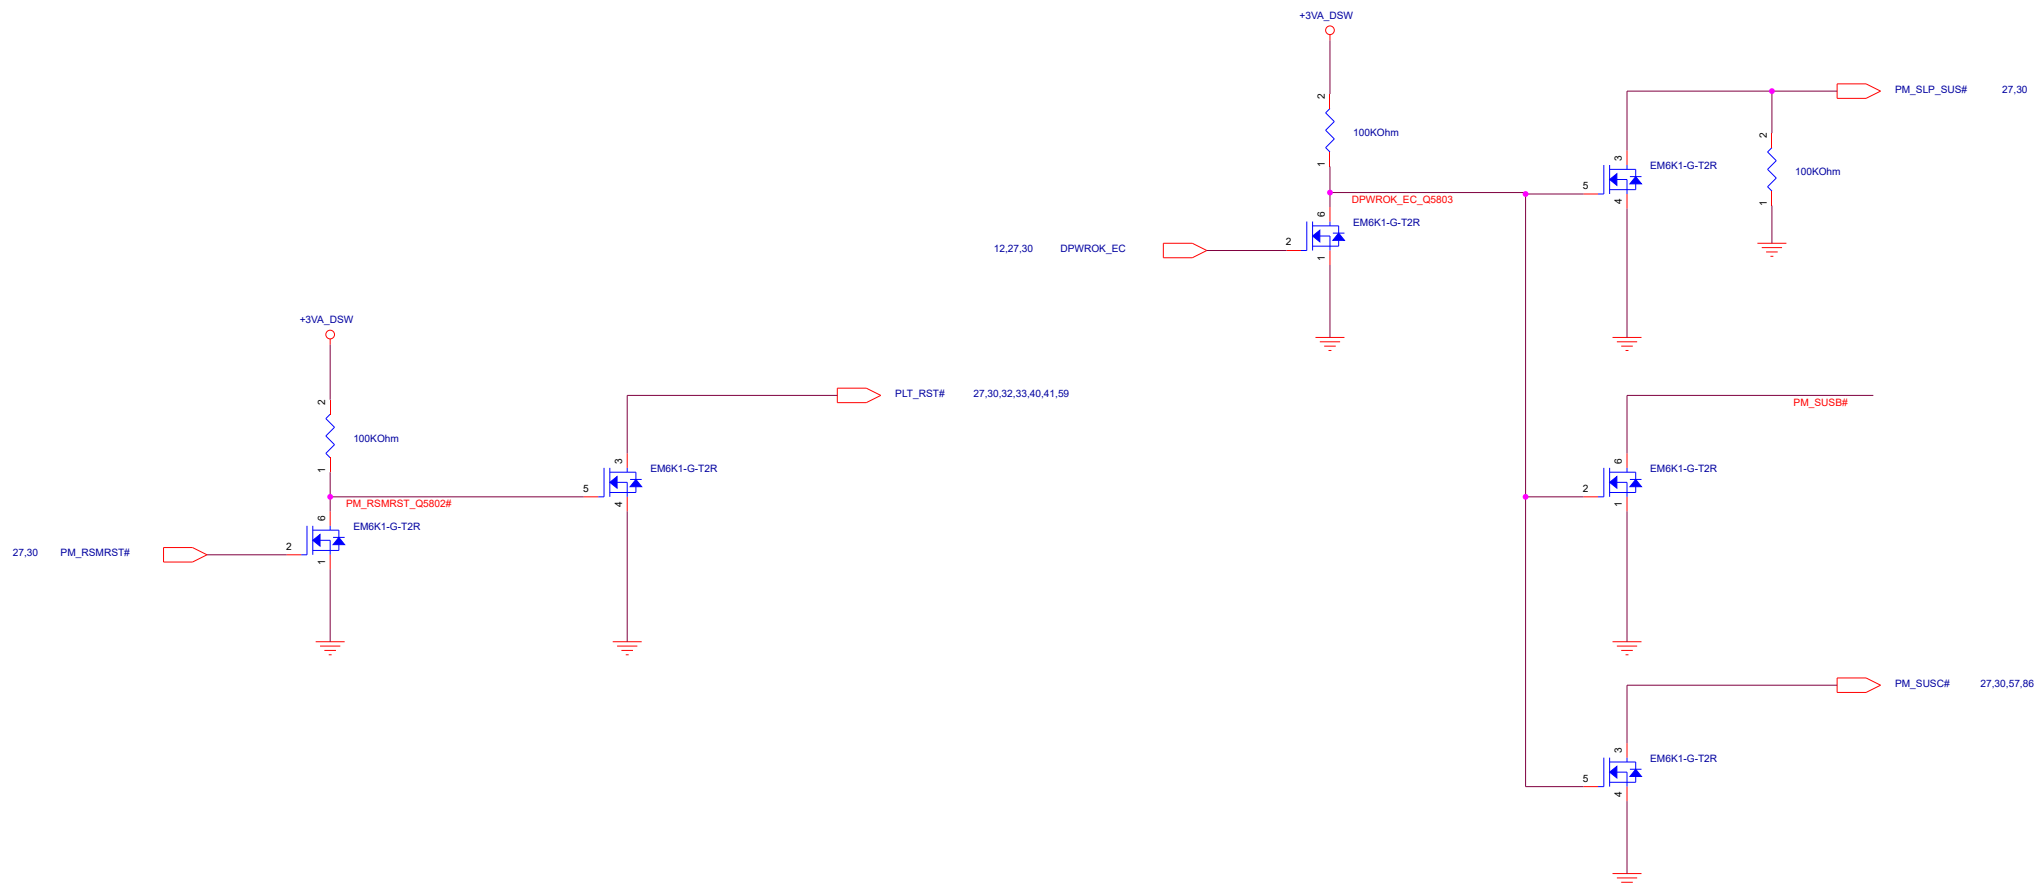 +3VA_DSW
2
100KOhm
1
DPWROK_EC_Q5803
6
EM6K1-G-T2R
12,27,30 DPWROK_EC
2
1
PM_SLP_SUS# 27,30
3
EM6K1-G-T2R
5
4
2
100KOhm
1
+3VA_DSW
2
100KOhm
1
PM_RSMRST_Q5802#
6
EM6K1-G-T2R
27,30 PM_RSMRST#
2
1
PLT_RST# 27,30,32,33,40,41,59
3
EM6K1-G-T2R
5
4
PM_SUSB#
6
EM6K1-G-T2R
2
1
PM_SUSC# 27,30,57,86
3
EM6K1-G-T2R
5
4